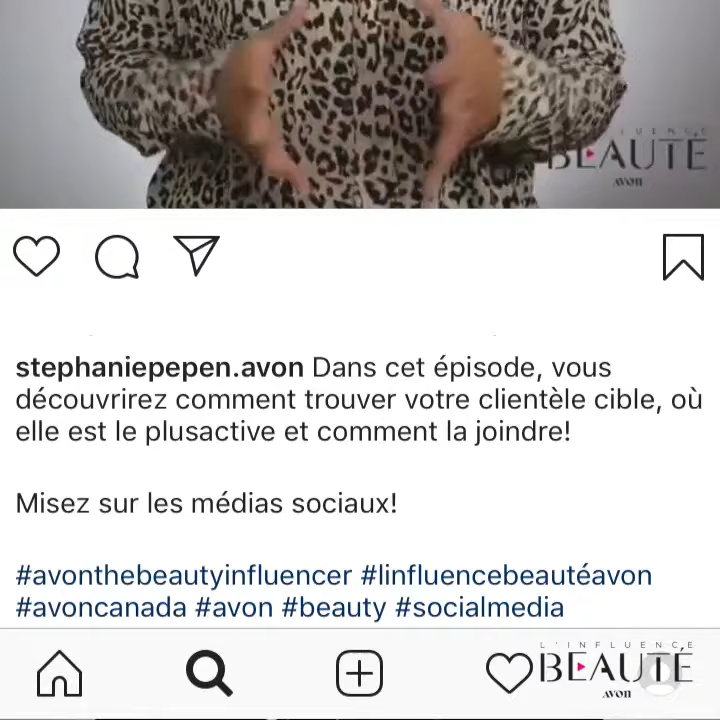 L'INFLUENCE
BEAUTÉ
AVON
stephaniepepen.avon Dans cet épisode, vous
découvrirez comment trouver votre clientèle cible, où
elle est le plusactive et comment la joindre!
Misez sur les médias sociaux!
#avonthebeautyinfluencer #linfluencebeautéavon
#avoncanada #avon #beauty #socialmedia
L'INFLUENCE
BEAUTÉ
AVON